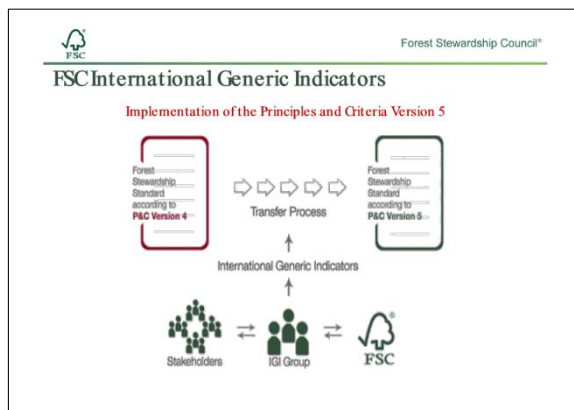 FSC
Forest Stewardship Council®
FSC International Generic Indicators
Implementation of the Principles and Criteria Version 5
Forest
Stewardship
Standard
according to
P&C Version 4
Transfer Process
Forest
Stewardship
Standard
according to
P&C Version 5
International Generic Indicators
Stakeholders
IGI Group
®
FSC